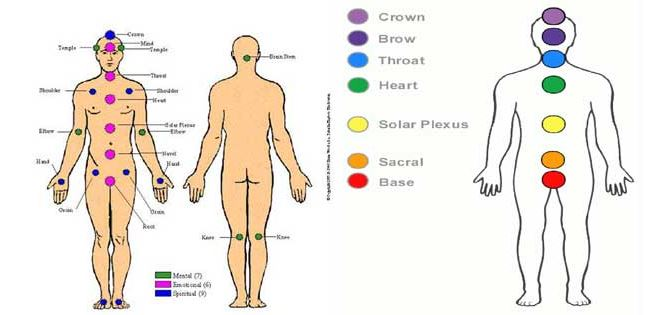 Crown
Mind
Temple
Temple
Throat
Shoulder
Shoulder
Heart
Solar Plexus
Elbow
Elbow
Navel
Hand
Hand
Groin
Groin
Root
Mental (7)
Emotional (6)
Spiritual (9)
Brain Stem
Knee
Knee
Crown
Brow
Throat
Heart
Solar Plexus
Sacral
Base